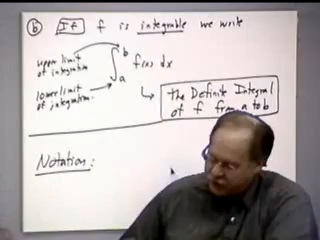 (b) If f is integrable we write
upper limit of integration
b
∫ f(x) dx
a
lower limit of integration
The Definite Integral
of f from a to b
Notation: